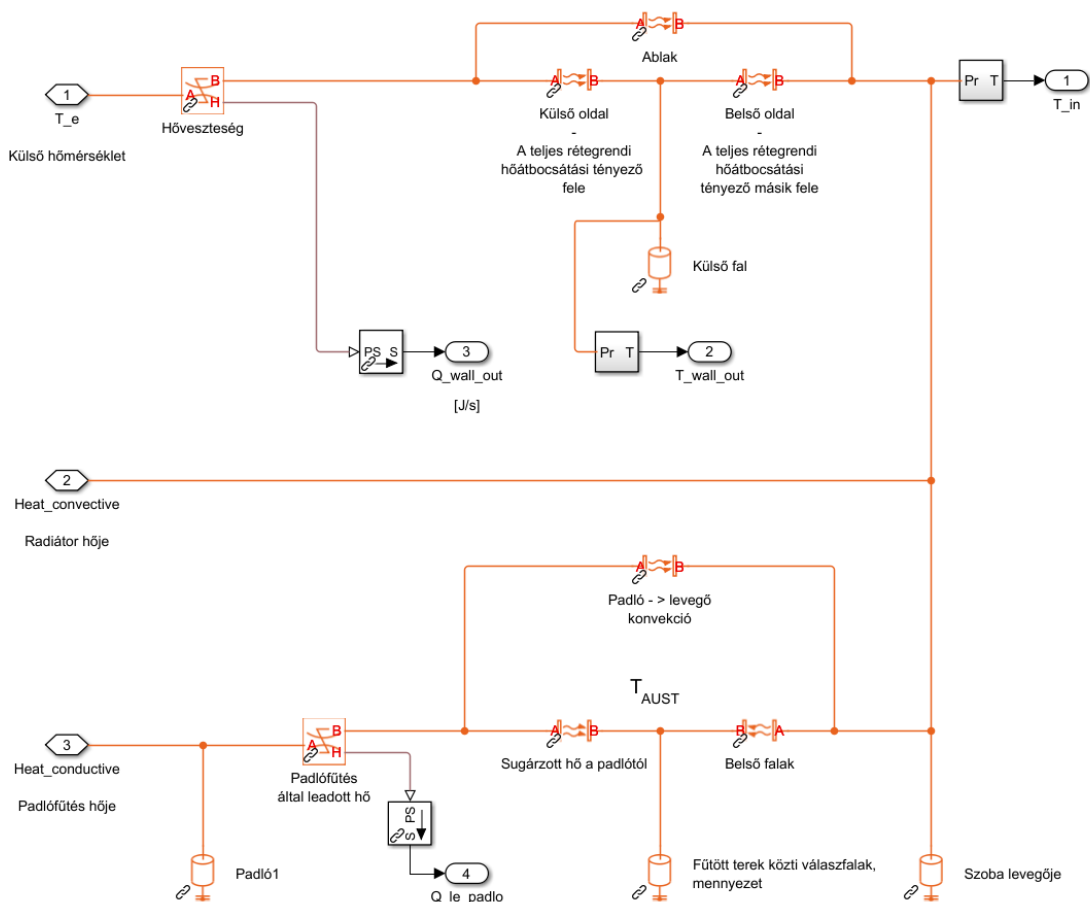 A B
Ablak
1
T_e
Külső hőmérséklet
A B H
Hőveszteség
A B
Külső oldal
-
A teljes rétegrendi
hőátbocsátási tényező
fele
A B
Belső oldal
-
A teljes rétegrendi
hőátbocsátási
tényező másik fele
Pr T
1
T_in
Külső fal
PS S
3
Q_wall_out
[J/s]
Pr T
2
T_wall_out
2
Heat_convective
Radiátor hője
A B
Padló - > levegő
konvekció
T AUST
3
Heat_conductive
Padlófűtés hője
A B H
Padlófűtés
által leadott hő
A B
Sugárzott hő a padlótól
B A
Belső falak
S PS
4
Q_le_padlo
Padló1
Fűtött terek közti válaszfalak,
mennyezet
Szoba levegője